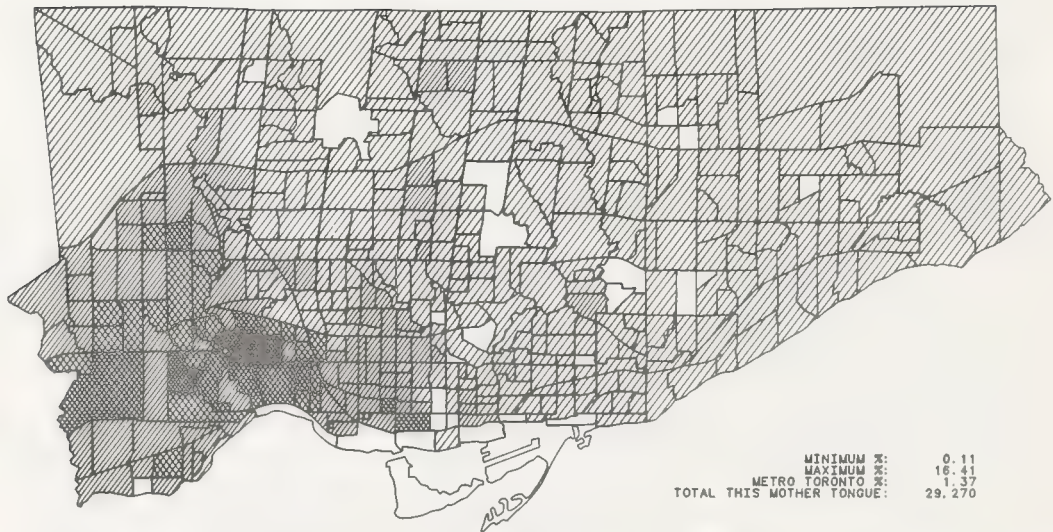 MINIMUM %: 0.11
MAXIMUM %: 16.41
METRO TORONTO %: 1.37
TOTAL THIS MOTHER TONGUE: 29.270